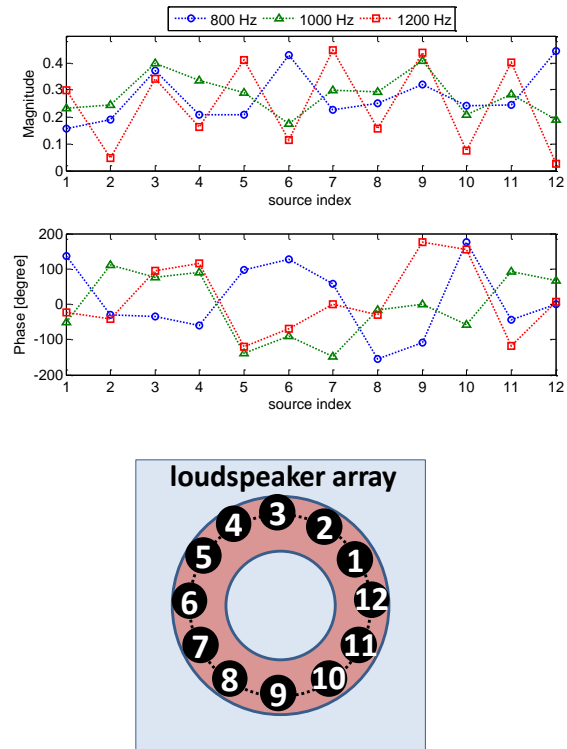 800 Hz 1000 Hz 1200 Hz
0.4
0.3
0.2
0.1
0
Magnitude
1 2 3 4 5 6 7 8 9 10 11 12
source index
200
100
0
-100
-200
Phase [degree]
1 2 3 4 5 6 7 8 9 10 11 12
source index
loudspeaker array
3
4 2
5 1
6 12
7 11
8 10
9